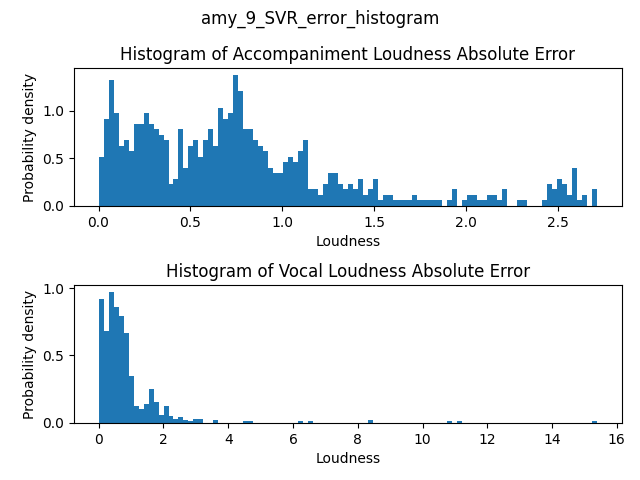 amy_9_SVR_error_histogram
Histogram of Accompaniment Loudness Absolute Error
Probability density
1.0
0.5
0.0
0.0 0.5 1.0 1.5 2.0 2.5
Loudness
Histogram of Vocal Loudness Absolute Error
Probability density
1.0
0.5
0.0
0 2 4 6 8 10 12 14 16
Loudness